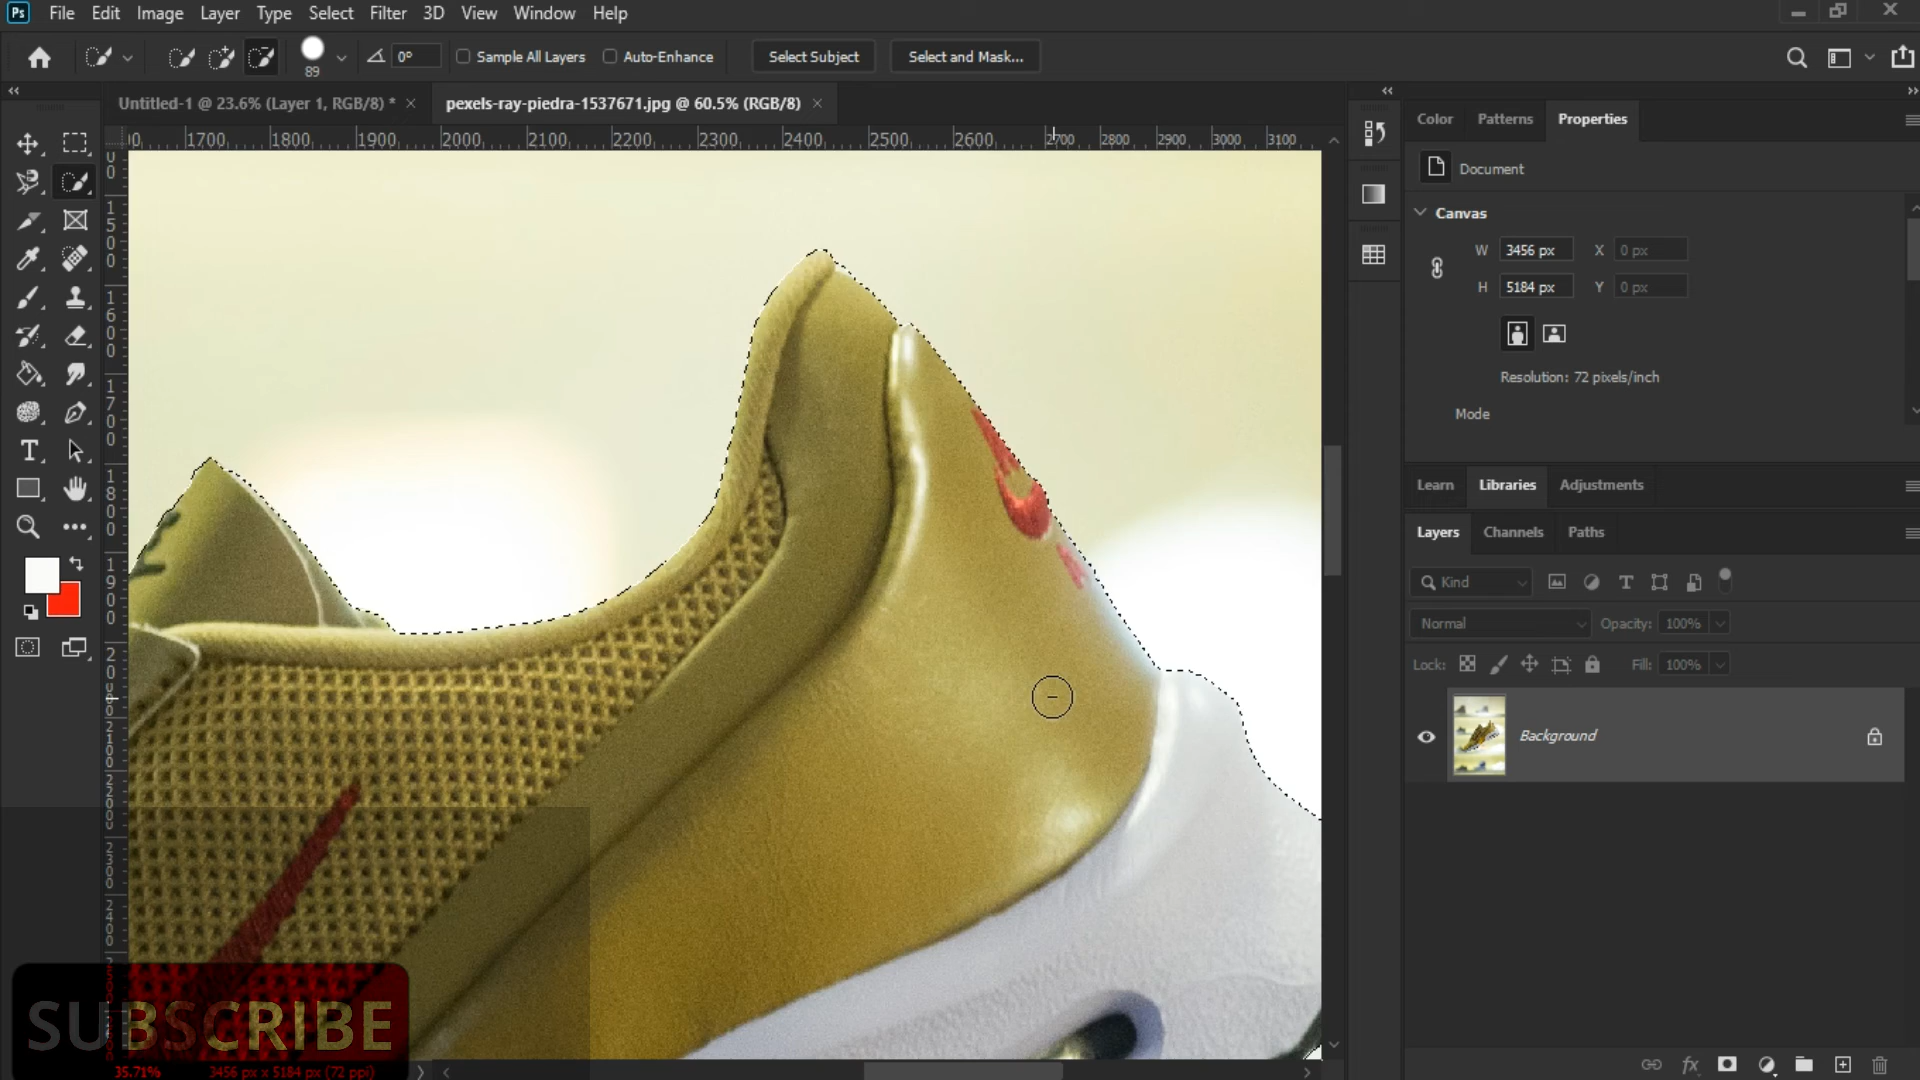 Ps File Edit Image Layer Type Select Filter 3D View Window Help
89 0° Sample All Layers Auto-Enhance Select Subject Select and Mask...
Untitled-1 @ 23.6% (Layer 1, RGB/8) * × pexels-ray-piedra-1537671.jpg @ 60.5% (RGB/8) ×
1700 1800 1900 2000 2100 2200 2300 2400 2500 2600 2700 2800 2900 3000 3100
Color Patterns Properties
Document
Canvas
W 3456 px X 0 px
H 5184 px Y 0 px
Resolution: 72 pixels/inch
Mode
Learn Libraries Adjustments
Layers Channels Paths
Kind
Normal Opacity: 100%
Lock: Fill: 100%
Background
SUBSCRIBE
35.71% 3456 px x 5184 px (72 ppi)